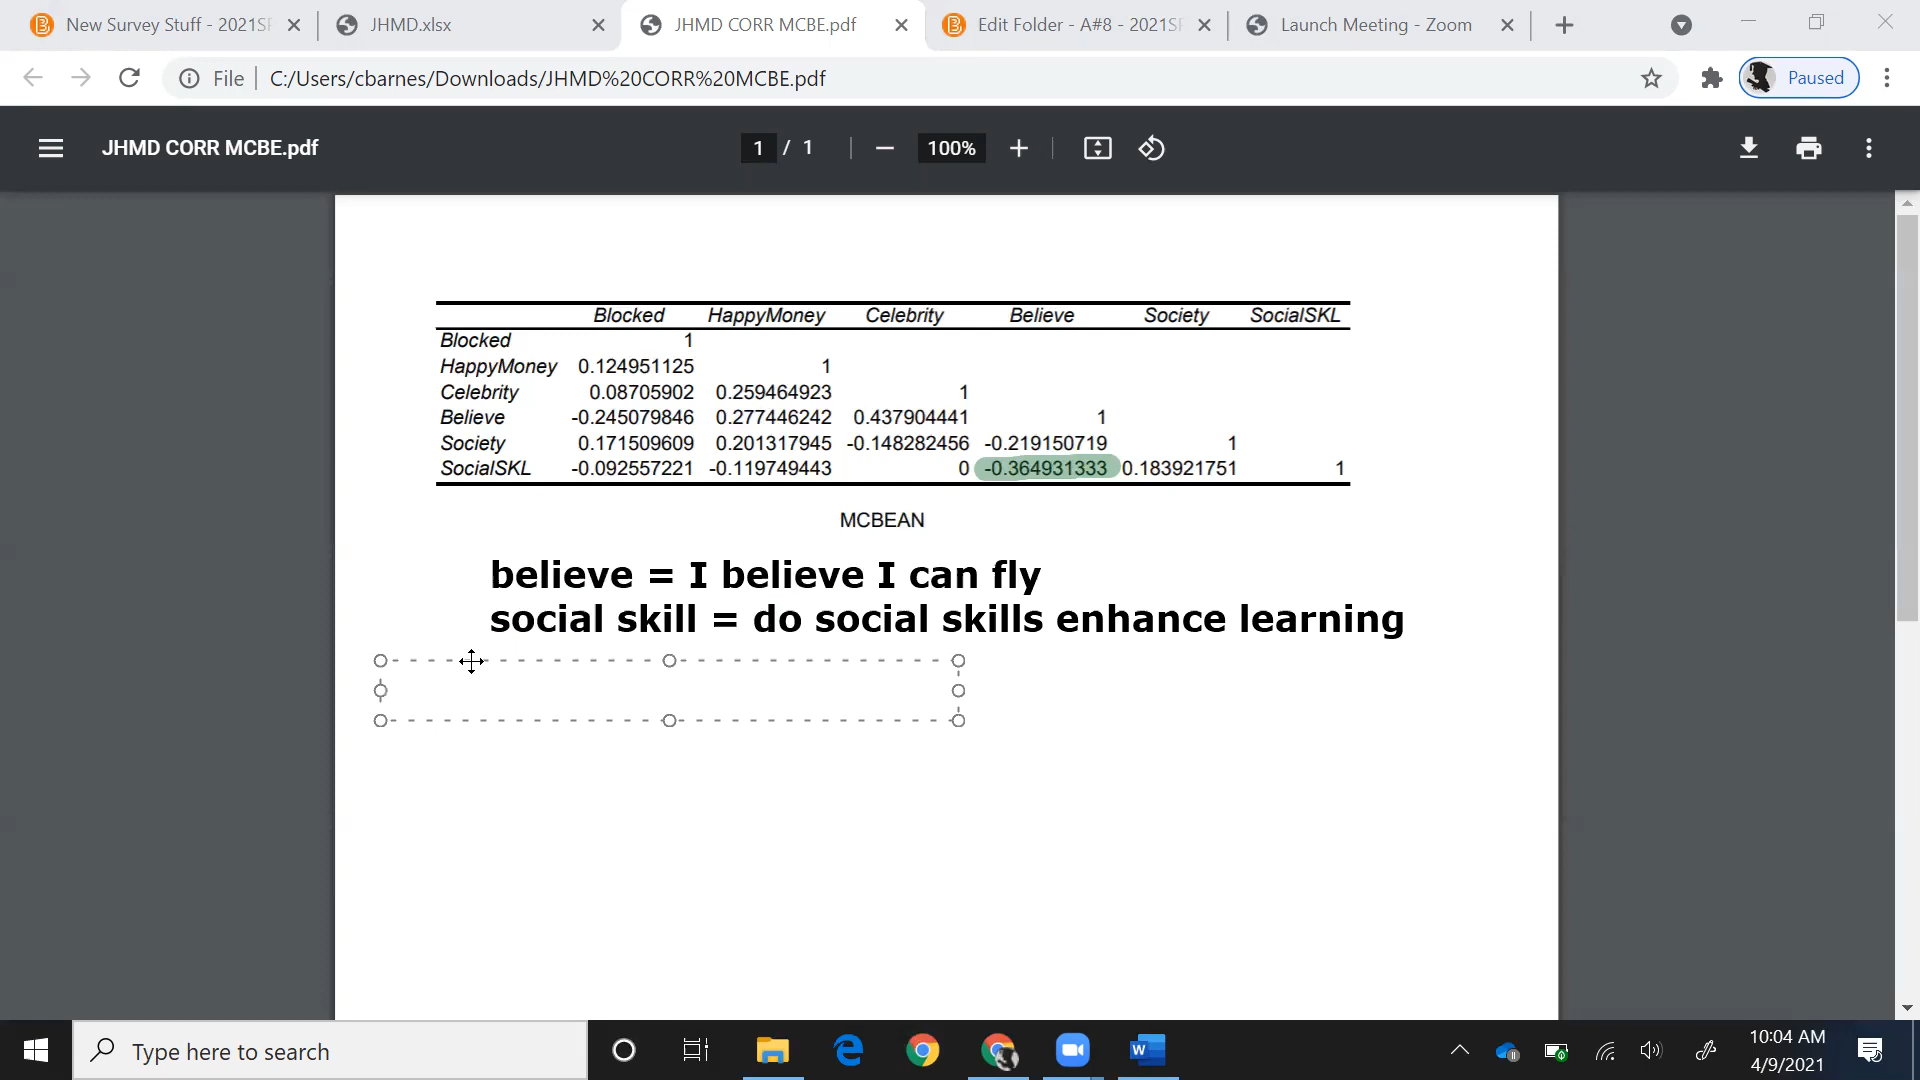 New Survey Stuff - 2021SF
JHMD.xlsx
JHMD CORR MCBE.pdf
Edit Folder - A#8 - 2021SF
Launch Meeting - Zoom
File
C:/Users/cbarnes/Downloads/JHMD%20CORR%20MCBE.pdf
Paused
JHMD CORR MCBE.pdf
1 / 1
100%
Blocked HappyMoney Celebrity Believe Society SocialSKL
Blocked 1
HappyMoney 0.124951125 1
Celebrity 0.08705902 0.259464923 1
Believe -0.245079846 0.277446242 0.437904441 1
Society 0.171509609 0.201317945 -0.148282456 -0.219150719 1
SocialSKL -0.092557221 -0.119749443 0 -0.364931333 0.183921751 1
MCBEAN
believe = I believe I can fly
social skill = do social skills enhance learning
Type here to search
10:04 AM
4/9/2021